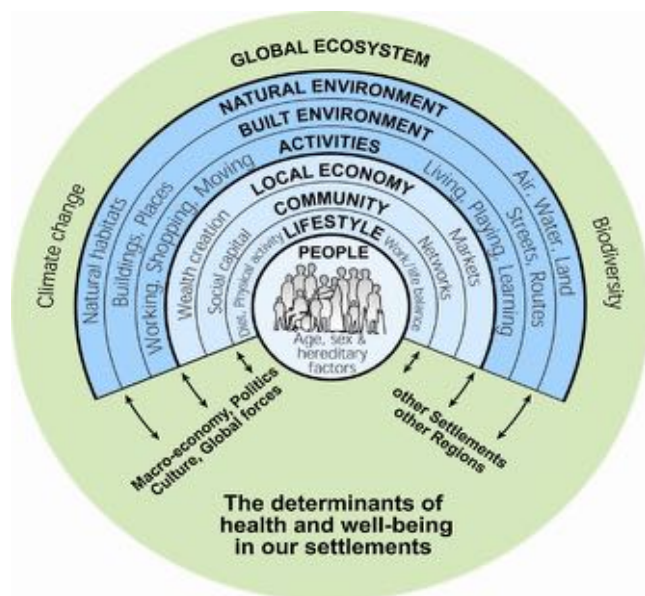 GLOBAL ECOSYSTEM
NATURAL ENVIRONMENT
BUILT ENVIRONMENT
ACTIVITIES
LOCAL ECONOMY
COMMUNITY
LIFESTYLE
PEOPLE
Age, sex &
hereditary
factors
Climate change
Natural habitats
Buildings, Places
Working, Shopping, Moving
Wealth creation
Social capital
Diet, Physical activity
Work/life balance
Networks
Markets
Living, Playing, Learning
Streets, Routes
Air, Water, Land
Biodiversity
Macro-economy, Politics
Culture, Global forces
other Settlements
other Regions
The determinants of
health and well-being
in our settlements